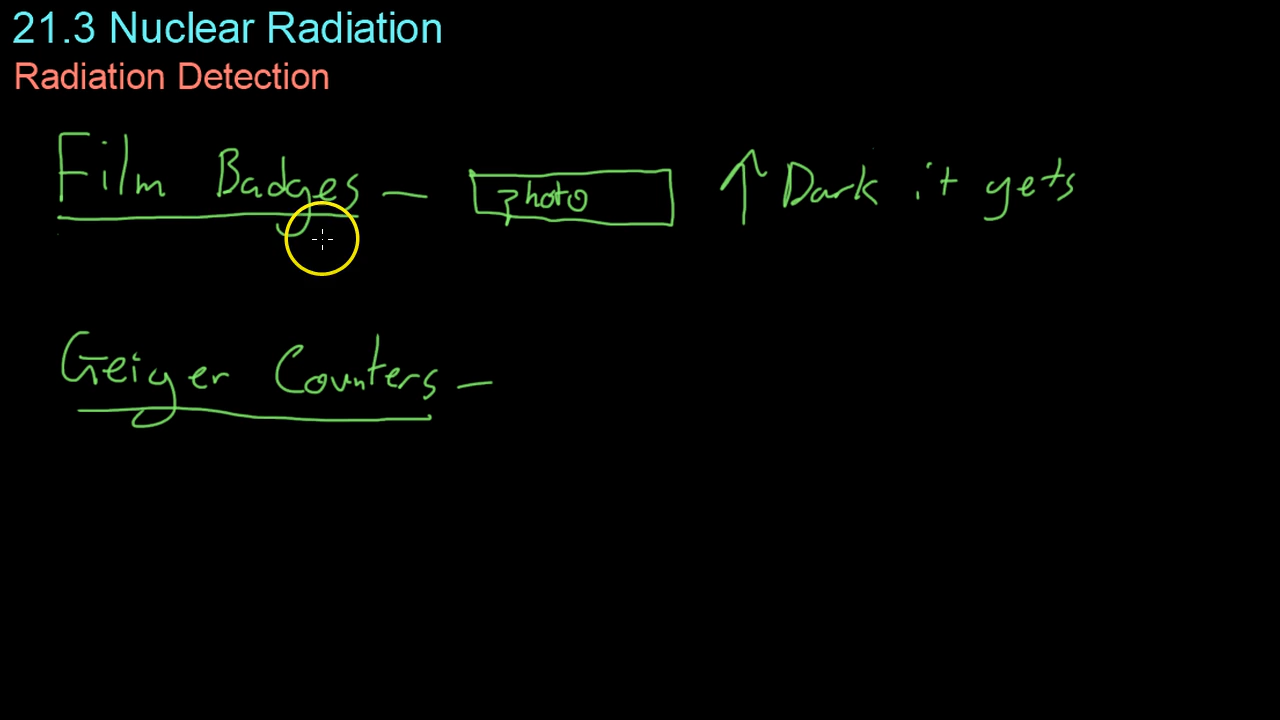 21.3 Nuclear Radiation
Radiation Detection
Film Badges - photo ↑ Dark it gets
Geiger Counters -